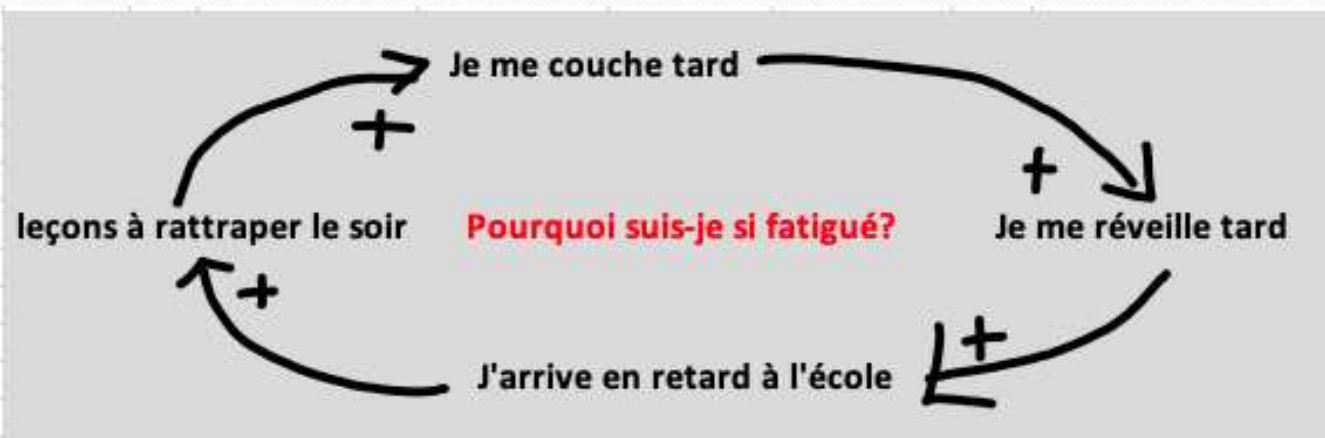 Je me couche tard
+
+
leçons à rattraper le soir
Pourquoi suis-je si fatigué?
Je me réveille tard
+
+
J'arrive en retard à l'école